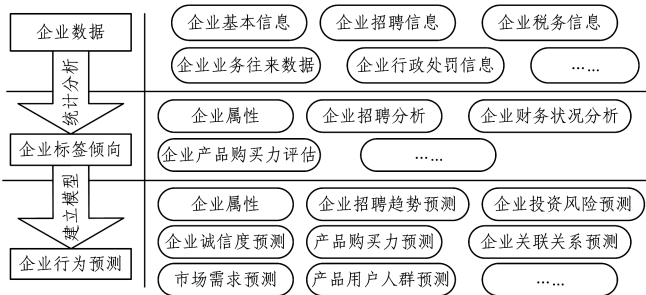 企业数据
企业基本信息
企业招聘信息
企业税务信息
企业业务往来数据
企业行政处罚信息
……
统计分析
企业标签倾向
企业属性
企业招聘分析
企业财务状况分析
企业产品购买力评估
……
建立模型
企业行为预测
企业属性
企业招聘趋势预测
企业投资风险预测
企业诚信度预测
产品购买力预测
企业关联关系预测
市场需求预测
产品用户人群预测
……